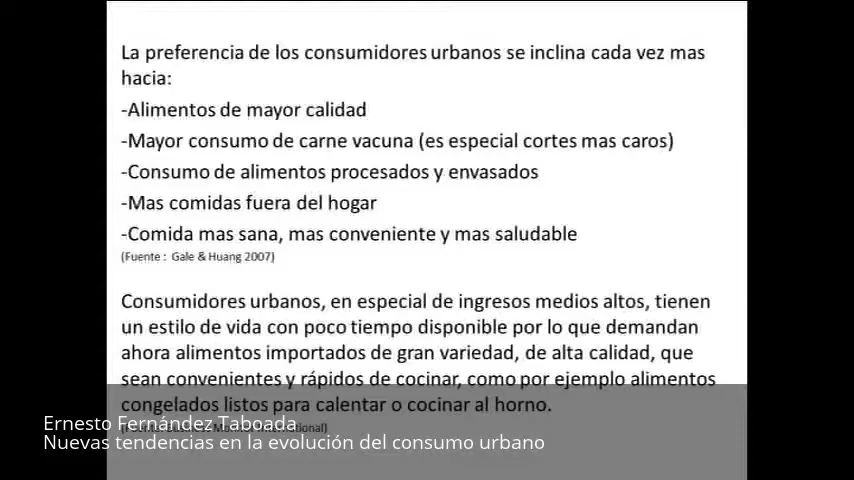 La preferencia de los consumidores urbanos se inclina cada vez mas
hacia:
-Alimentos de mayor calidad
-Mayor consumo de carne vacuna (es especial cortes mas caros)
-Consumo de alimentos procesados y envasados
-Mas comidas fuera del hogar
-Comida mas sana, mas conveniente y mas saludable
(Fuente : Gale & Huang 2007)
Consumidores urbanos, en especial de ingresos medios altos, tienen
un estilo de vida con poco tiempo disponible por lo que demandan
ahora alimentos importados de gran variedad, de alta calidad, que
sean convenientes y rápidos de cocinar, como por ejemplo alimentos
congelados listos para calentar o cocinar al horno.
Ernesto Fernández Taboada
Nuevas tendencias en la evolución del consumo urbano